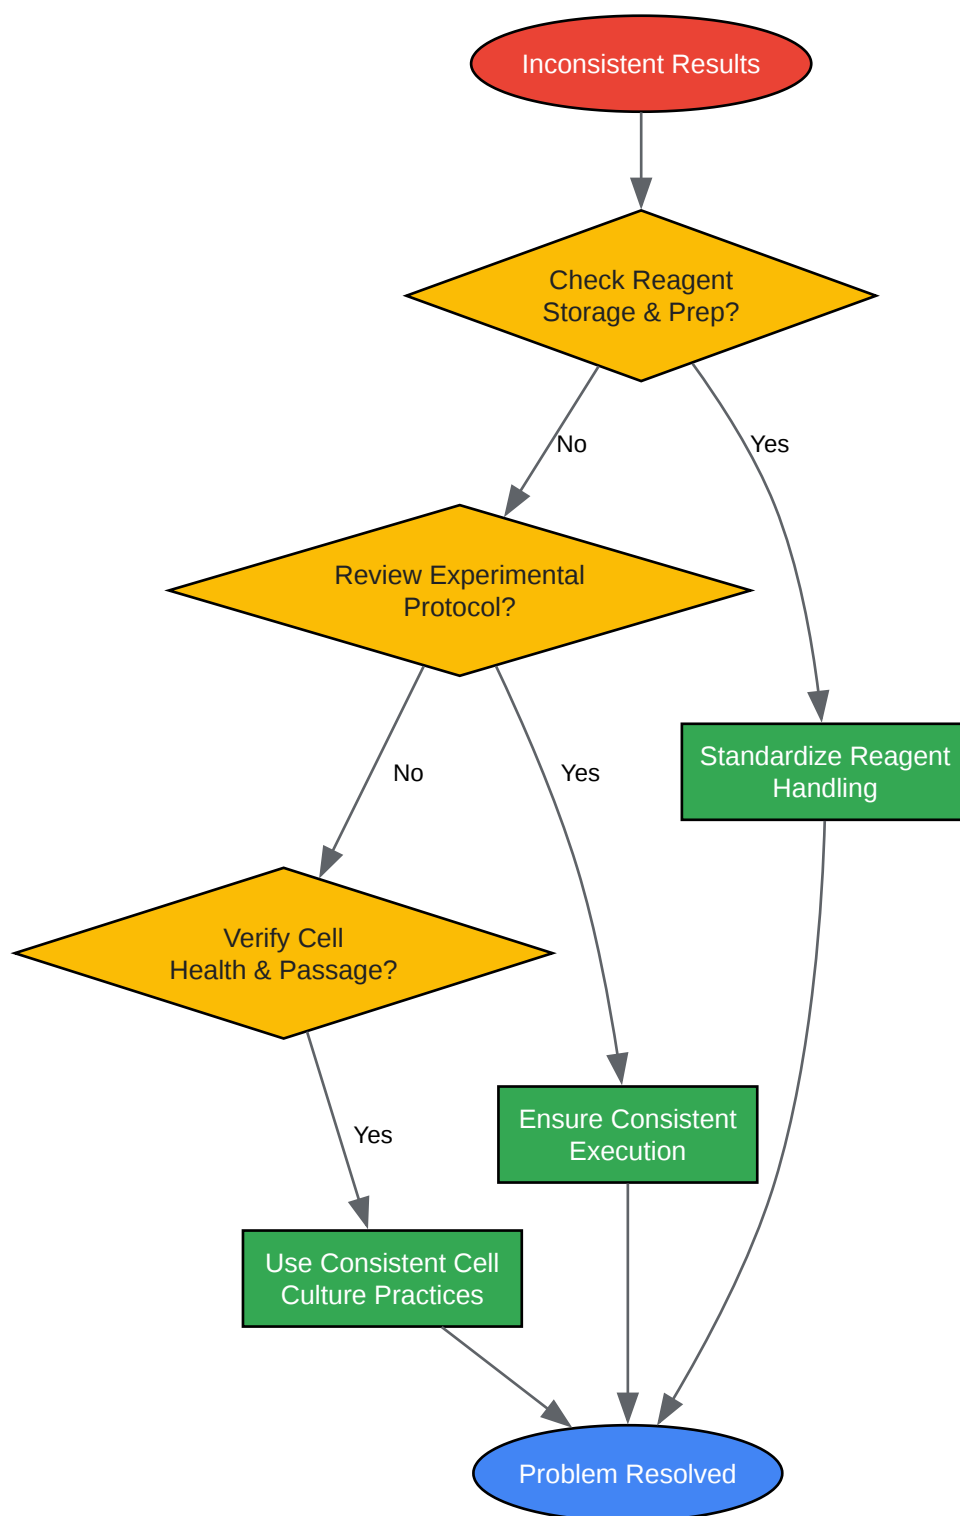 Inconsistent Results
Check Reagent
Storage & Prep?
No
Yes
Review Experimental
Protocol?
No
Yes
Standardize Reagent
Handling
Verify Cell
Health & Passage?
Yes
Ensure Consistent
Execution
Use Consistent Cell
Culture Practices
Problem Resolved